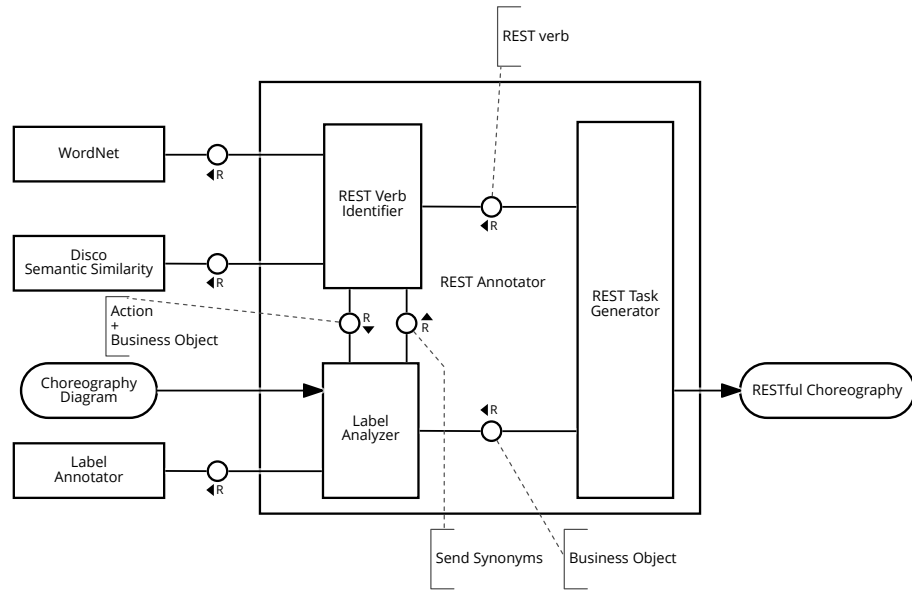 REST verb
WordNet
R
REST Verb
Identifier
R
Disco
Semantic Similarity
R
REST Annotator
REST Task
Generator
Action
+
Business Object
R
R
Choreography
Diagram
RESTful Choreography
R
Label
Analyzer
Label
Annotator
R
Send Synonyms
Business Object